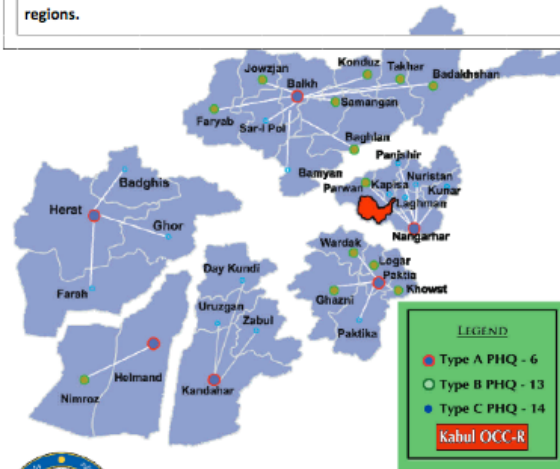 regions.
Jowzjan
Konduz
Takhar
Balkh
Badakhshan
Samangan
Faryab
Sar-i Pol
Baghlan
Panjshir
Bamyan
Nuristan
Parwan
Kapisa
Kunar
Laghman
Nangarhar
Badghis
Herat
Ghor
Farah
Wardak
Logar
Paktia
Ghazni
Khowst
Paktika
Day Kundi
Uruzgan
Zabul
Kandahar
Helmand
Nimroz
LEGEND
Type A PHQ - 6
Type B PHQ - 13
Type C PHQ - 14
Kabul OCC-R